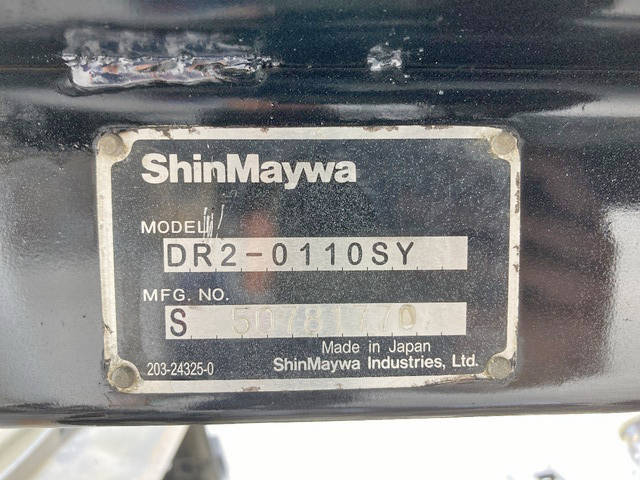 ShinMaywa
MODEL
DR2-0110SY
MFG. NO.
S
Made in Japan
203-24325-0
ShinMaywa Industries, Ltd.